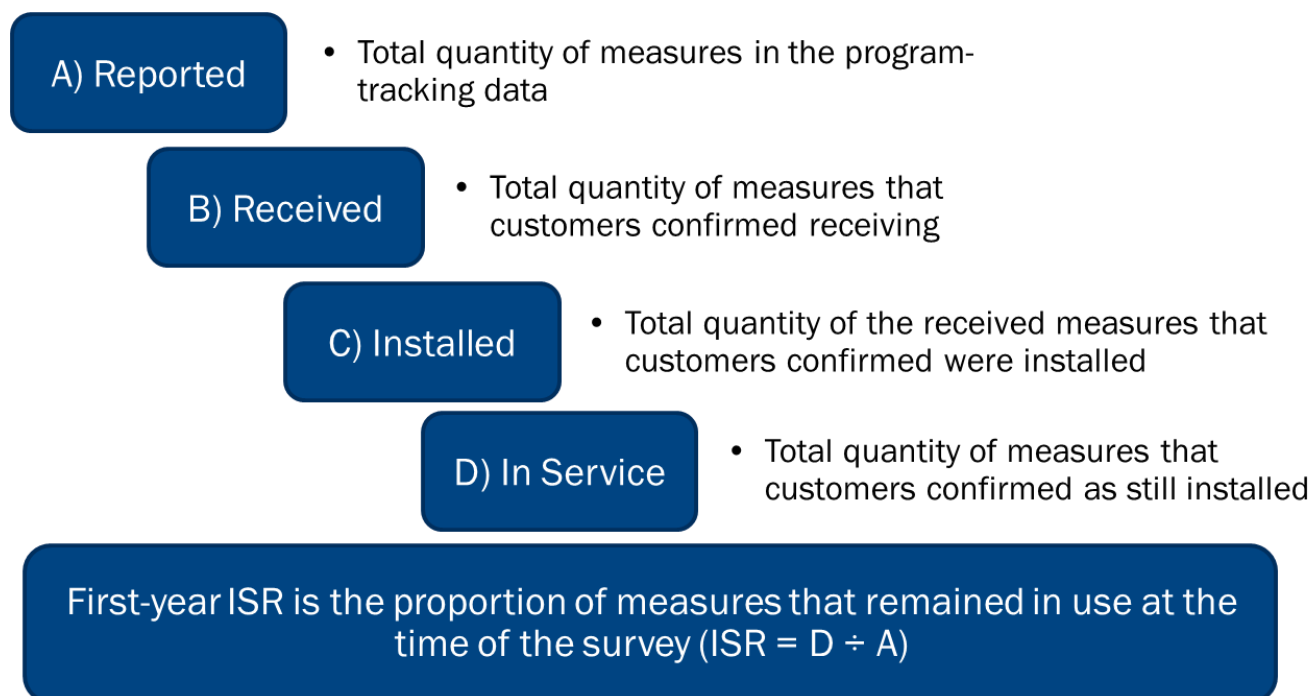 A) Reported
• Total quantity of measures in the program-
tracking data
B) Received
• Total quantity of measures that
customers confirmed receiving
C) Installed
• Total quantity of the received measures that
customers confirmed were installed
D) In Service
• Total quantity of measures that
customers confirmed as still installed
First-year ISR is the proportion of measures that remained in use at the
time of the survey (ISR = D ÷ A)